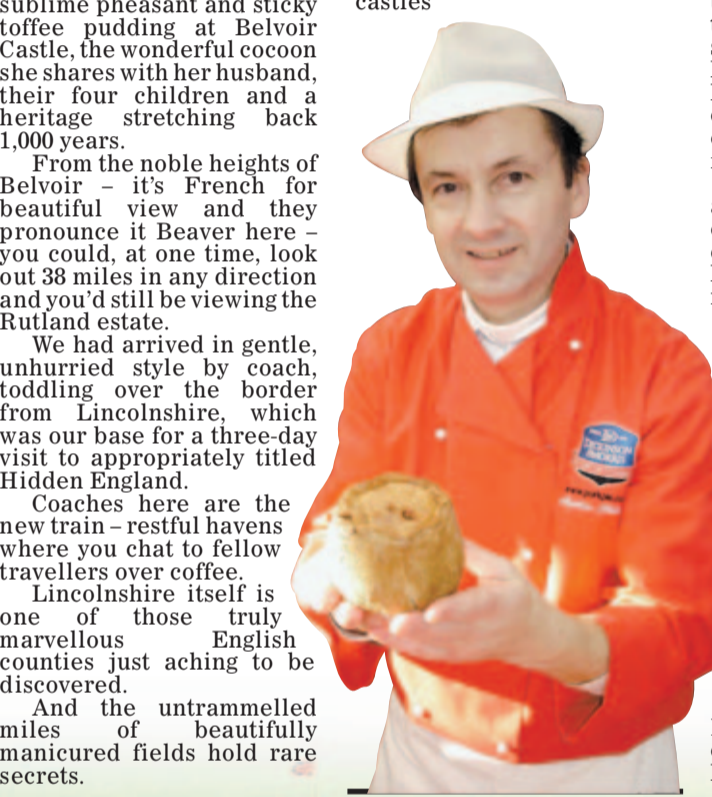 sublime pheasant and sticky
toffee pudding at Belvoir
Castle, the wonderful cocoon
she shares with her husband,
their four children and a
heritage stretching back
1,000 years.
From the noble heights of
Belvoir – it's French for
beautiful view and they
pronounce it Beaver here –
you could, at one time, look
out 38 miles in any direction
and you'd still be viewing the
Rutland estate.
We had arrived in gentle,
unhurried style by coach,
toddling over the border
from Lincolnshire, which
was our base for a three-day
visit to appropriately titled
Hidden England.
Coaches here are the
new train – restful havens
where you chat to fellow
travellers over coffee.
Lincolnshire itself is
one of those truly
marvellous English
counties just aching to be
discovered.
And the untrammelled
miles of beautifully
manicured fields hold rare
secrets.
castles
DICKINSON
& MORRIS